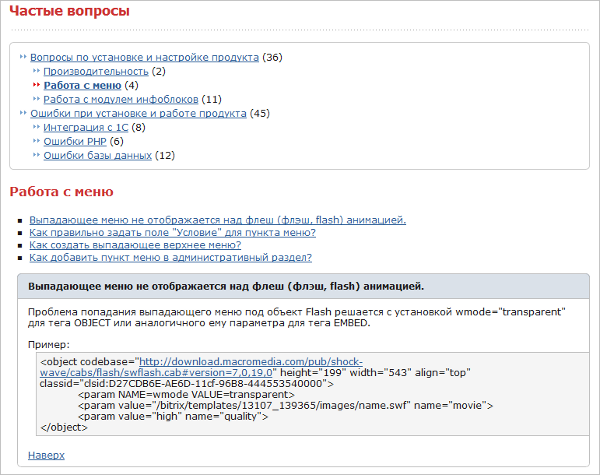 Частые вопросы
Вопросы по установке и настройке продукта (36)
Производительность (2)
Работа с меню (4)
Работа с модулем инфоблоков (11)
Ошибки при установке и работе продукта (45)
Интеграция с 1С (8)
Ошибки PHP (6)
Ошибки базы данных (12)
Работа с меню
Выпадающее меню не отображается над флеш (флэш, flash) анимацией.
Как правильно задать поле "Условие" для пункта меню?
Как создать выпадающее верхнее меню?
Как добавить пункт меню в административный раздел?
Выпадающее меню не отображается над флеш (флэш, flash) анимацией.
Проблема попадания выпадающего меню под объект Flash решается с установкой wmode="transparent"
для тега OBJECT или аналогичного ему параметра для тега EMBED.
Пример:
<object codebase="http://download.macromedia.com/pub/shock-
wave/cabs/flash/swflash.cab#version=7,0,19,0" height="199" width="543" align="top"
classid="clsid:D27CDB6E-AE6D-11cf-96B8-444553540000">
<param NAME=wmode VALUE=transparent>
<param value="/bitrix/templates/13107_139365/images/name.swf" name="movie">
<param value="high" name="quality">
</object>
Наверх